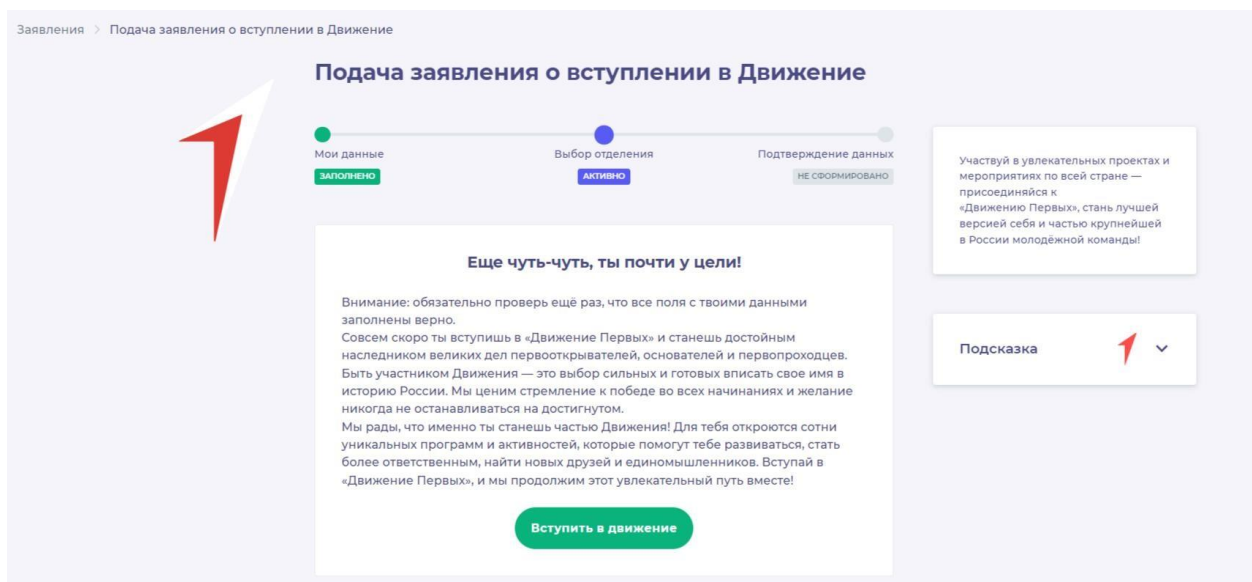 Заявления > Подача заявления о вступлении в Движение
Подача заявления о вступлении в Движение
Мои данные
ЗАПОЛНЕНО
Выбор отделения
АКТИВНО
Подтверждение данных
НЕ СФОРМИРОВАНО
Еще чуть-чуть, ты почти у цели!
Внимание: обязательно проверь ещё раз, что все поля с твоими данными
заполнены верно.
Совсем скоро ты вступишь в «Движение Первых» и станешь достойным
наследником великих дел первооткрывателей, основателей и первопроходцев.
Быть участником Движения — это выбор сильных и готовых вписать свое имя в
историю России. Мы ценим стремление к победе во всех начинаниях и желание
никогда не останавливаться на достигнутом.
Мы рады, что именно ты станешь частью Движения! Для тебя откроются сотни
уникальных программ и активностей, которые помогут тебе развиваться, стать
более ответственным, найти новых друзей и единомышленников. Вступай в
«Движение Первых», и мы продолжим этот увлекательный путь вместе!
Вступить в движение
Участвуй в увлекательных проектах и
мероприятиях по всей стране —
присоединяйся к
«Движению Первых», стань лучшей
версией себя и частью крупнейшей
в России молодёжной команды!
Подсказка